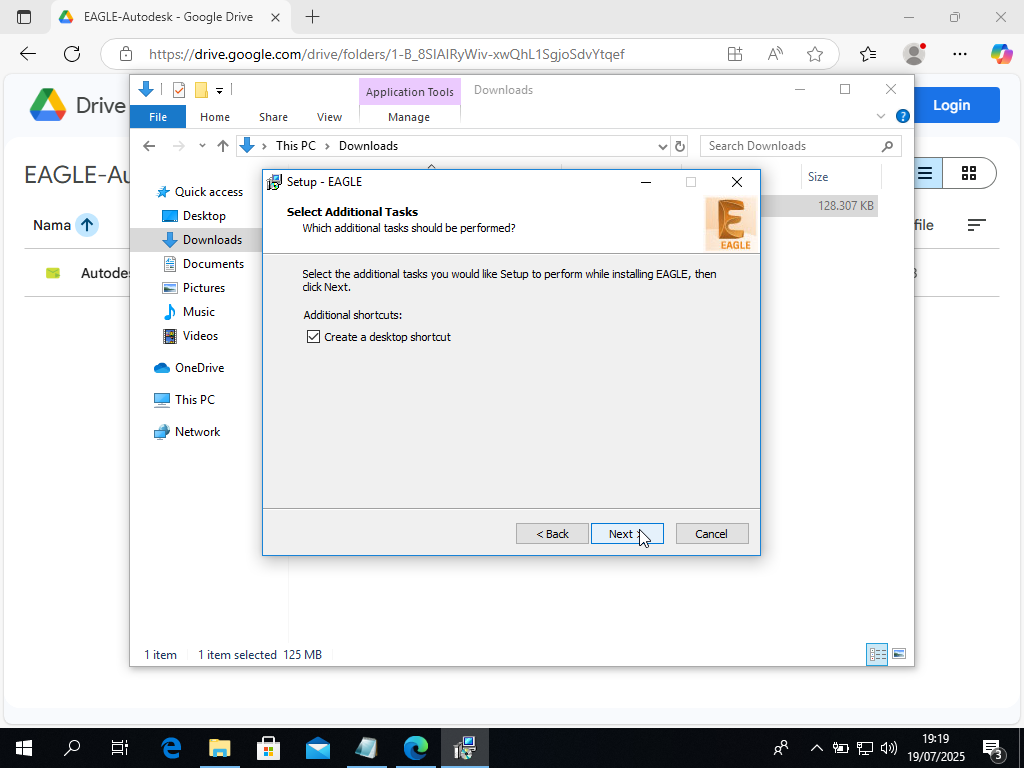 EAGLE-Autodesk - Google Drive
https://drive.google.com/drive/folders/1-B_8SIAIRyWiv-xwQhL1SgjoSdvYtqef
Drive
Login
EAGLE-Au
Nama
file
Autodes
Application Tools
Downloads
File
Home
Share
View
Manage
This PC
Downloads
Search Downloads
Size
128.307 KB
Quick access
Desktop
Downloads
Documents
Pictures
Music
Videos
OneDrive
This PC
Network
Setup - EAGLE
Select Additional Tasks
Which additional tasks should be performed?
EAGLE
Select the additional tasks you would like Setup to perform while installing EAGLE, then
click Next.
Additional shortcuts:
Create a desktop shortcut
< Back
Next
Cancel
1 item
1 item selected 125 MB
19:19
19/07/2025
3